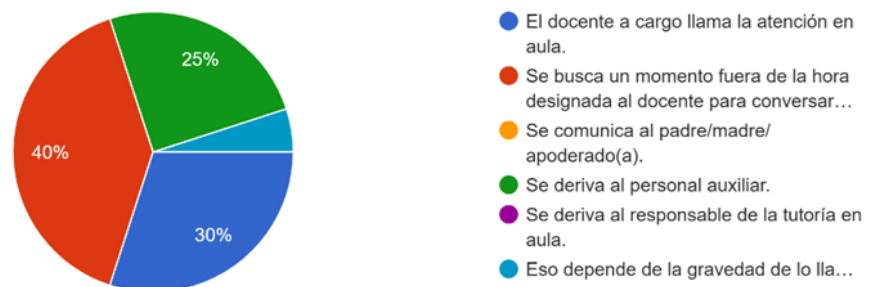 25%
40%
30%
El docente a cargo llama la atención en
aula.
Se busca un momento fuera de la hora
designada al docente para conversar…
Se comunica al padre/madre/
apoderado(a).
Se deriva al personal auxiliar.
Se deriva al responsable de la tutoría en
aula.
Eso depende de la gravedad de lo lla…